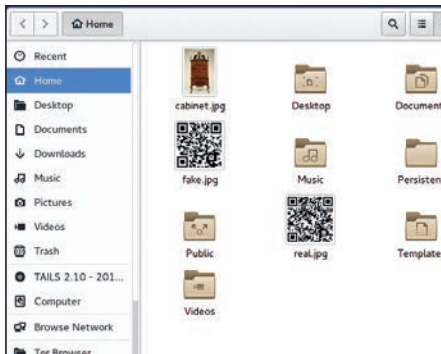 Home
Recent
Home
Desktop
Documents
Downloads
Music
Pictures
Videos
Trash
TAILS 2.10 - 201...
Computer
Browse Network
Tor Browser
cabinet.jpg
Desktop
Document
fake.jpg
Music
Persisten
Public
real.jpg
Template
Videos